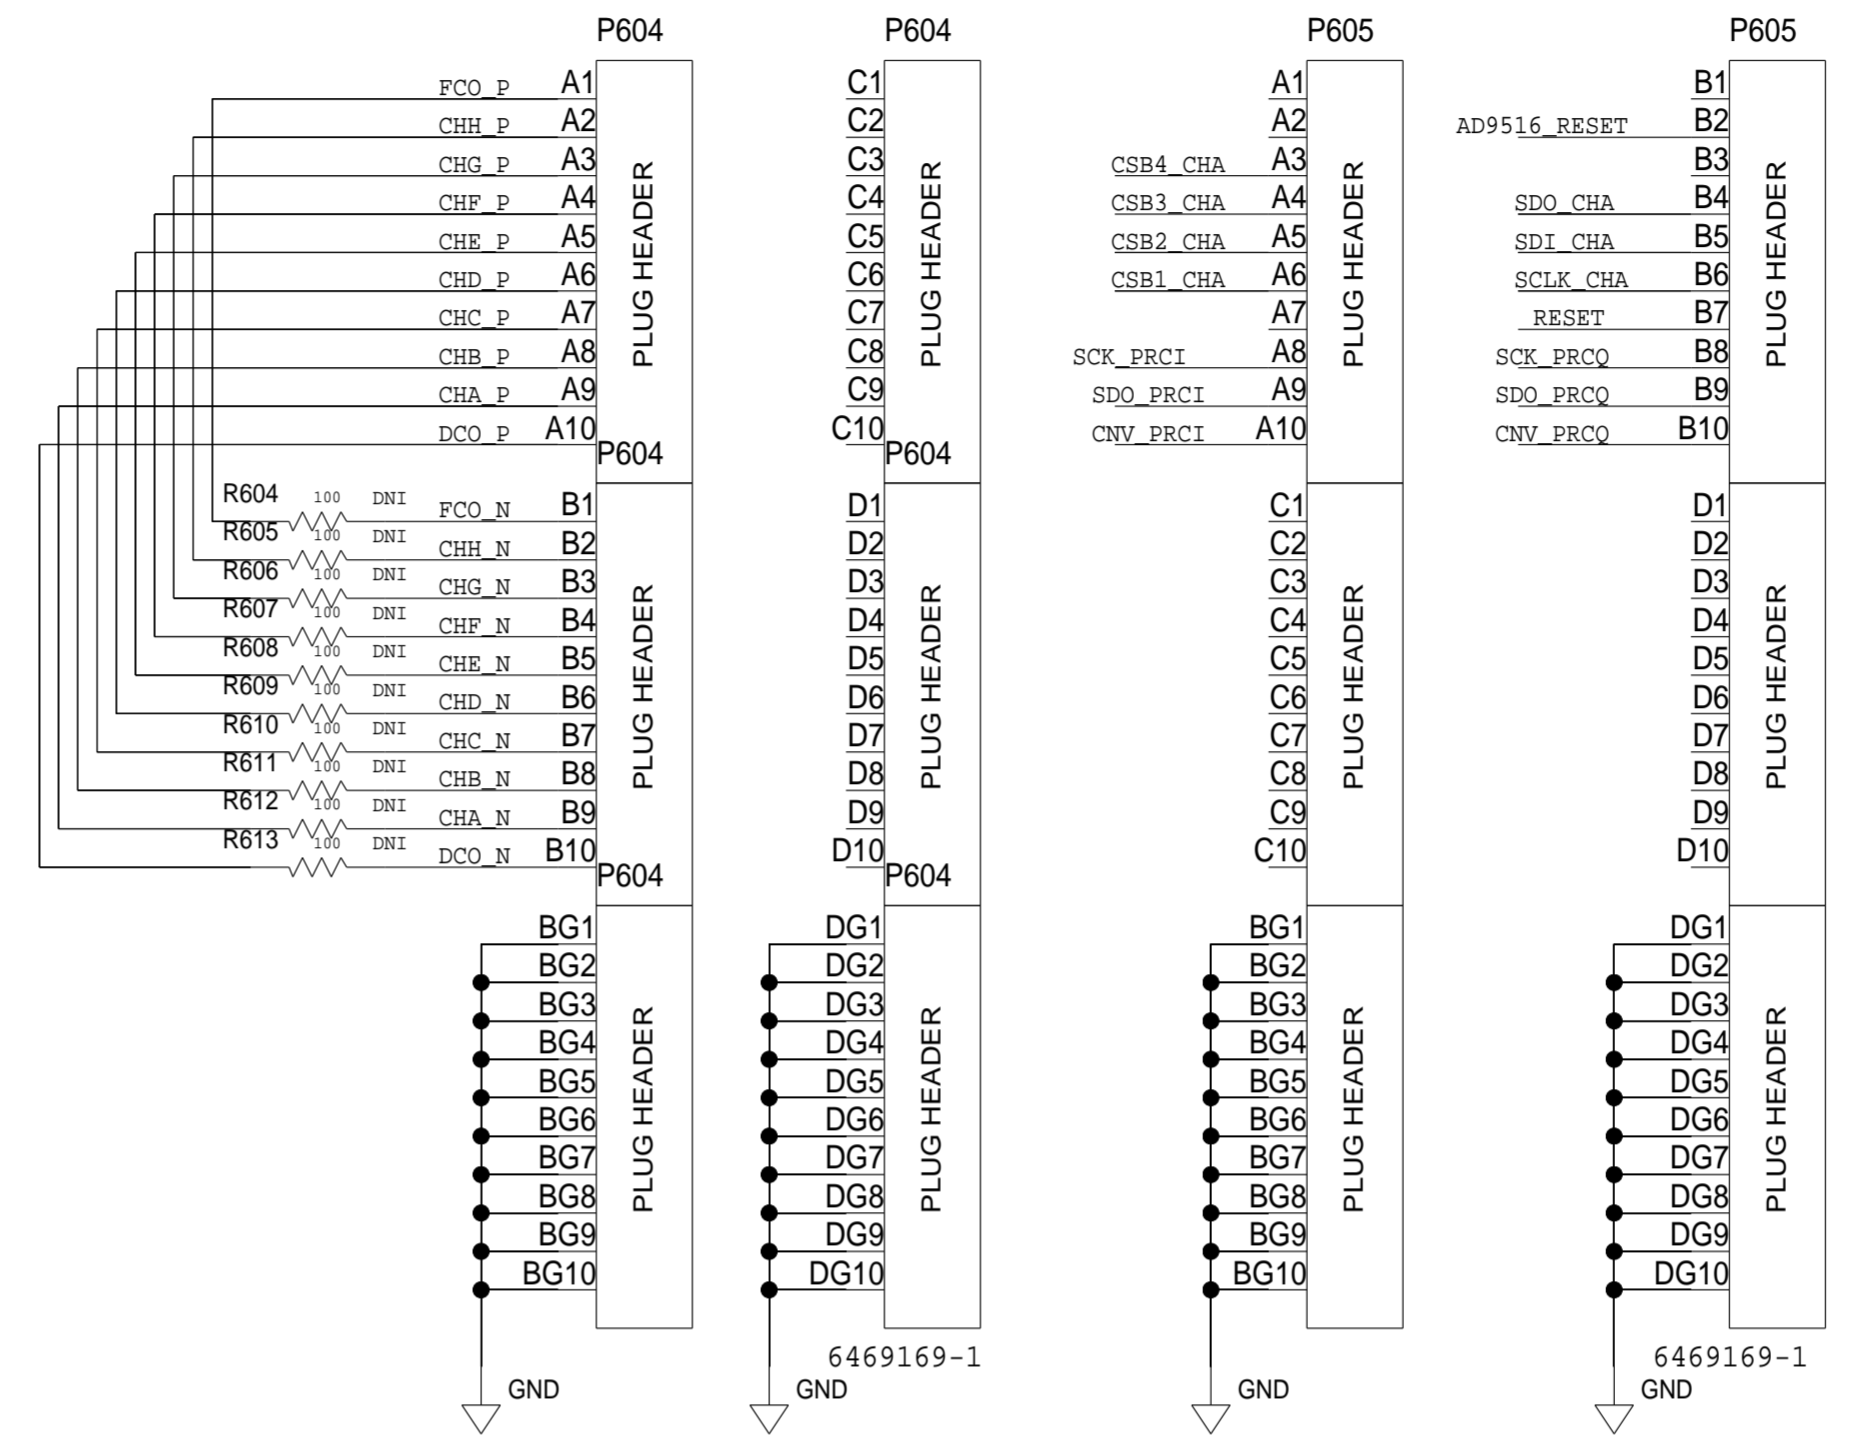 P604
FCO_P A1
CHH_P A2
CHG_P A3
CHF_P A4
CHE_P A5
CHD_P A6
CHC_P A7
CHB_P A8
CHA_P A9
DCO_P A10
PLUG HEADER
P604
R604 100 DNI FCO_N B1
R605 100 DNI CHH_N B2
R606 100 DNI CHG_N B3
R607 100 DNI CHF_N B4
R608 100 DNI CHE_N B5
R609 100 DNI CHD_N B6
R610 100 DNI CHC_N B7
R611 100 DNI CHB_N B8
R612 100 DNI CHA_N B9
R613 100 DNI DCO_N B10
PLUG HEADER
P604
BG1
BG2
BG3
BG4
BG5
BG6
BG7
BG8
BG9
BG10
PLUG HEADER
GND
P604
C1
C2
C3
C4
C5
C6
C7
C8
C9
C10
PLUG HEADER
P604
D1
D2
D3
D4
D5
D6
D7
D8
D9
D10
PLUG HEADER
P604
DG1
DG2
DG3
DG4
DG5
DG6
DG7
DG8
DG9
DG10
PLUG HEADER
6469169-1
GND
P605
A1
A2
CSB4_CHA A3
CSB3_CHA A4
CSB2_CHA A5
CSB1_CHA A6
A7
SCK_PRCI A8
SDO_PRCI A9
CNV_PRCI A10
PLUG HEADER
C1
C2
C3
C4
C5
C6
C7
C8
C9
C10
PLUG HEADER
BG1
BG2
BG3
BG4
BG5
BG6
BG7
BG8
BG9
BG10
PLUG HEADER
GND
P605
B1
AD9516_RESET B2
B3
SDO_CHA B4
SDI_CHA B5
SCLK_CHA B6
RESET B7
SCK_PRCQ B8
SDO_PRCQ B9
CNV_PRCQ B10
PLUG HEADER
D1
D2
D3
D4
D5
D6
D7
D8
D9
D10
PLUG HEADER
DG1
DG2
DG3
DG4
DG5
DG6
DG7
DG8
DG9
DG10
PLUG HEADER
6469169-1
GND